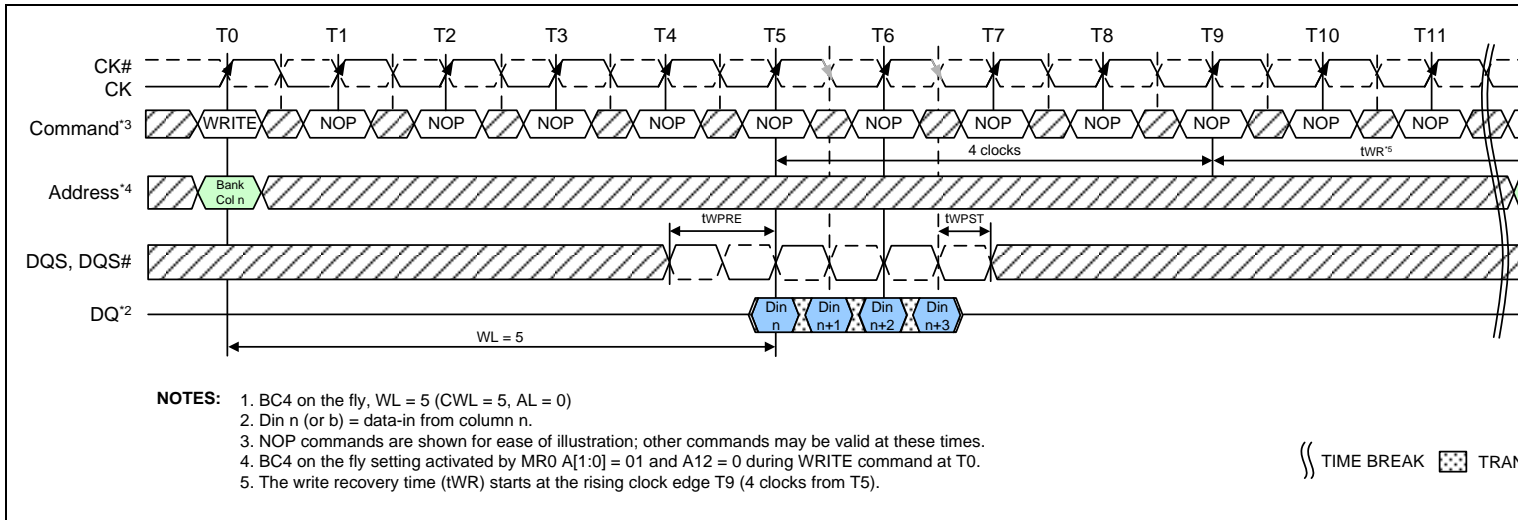 T0 T1 T2 T3 T4 T5 T6 T7 T8 T9 T10 T11
CK#
CK
Command*3 WRITE NOP NOP NOP NOP NOP NOP NOP NOP NOP NOP NOP
4 clocks tWR*5
Address*4 Bank Col n
tWPRE tWPST
DQS, DQS#
DQ*2 Din n Din n+1 Din n+2 Din n+3
WL = 5
NOTES: 1. BC4 on the fly, WL = 5 (CWL = 5, AL = 0)
2. Din n (or b) = data-in from column n.
3. NOP commands are shown for ease of illustration; other commands may be valid at these times.
4. BC4 on the fly setting activated by MR0 A[1:0] = 01 and A12 = 0 during WRITE command at T0.
5. The write recovery time (tWR) starts at the rising clock edge T9 (4 clocks from T5).
TIME BREAK TRAN